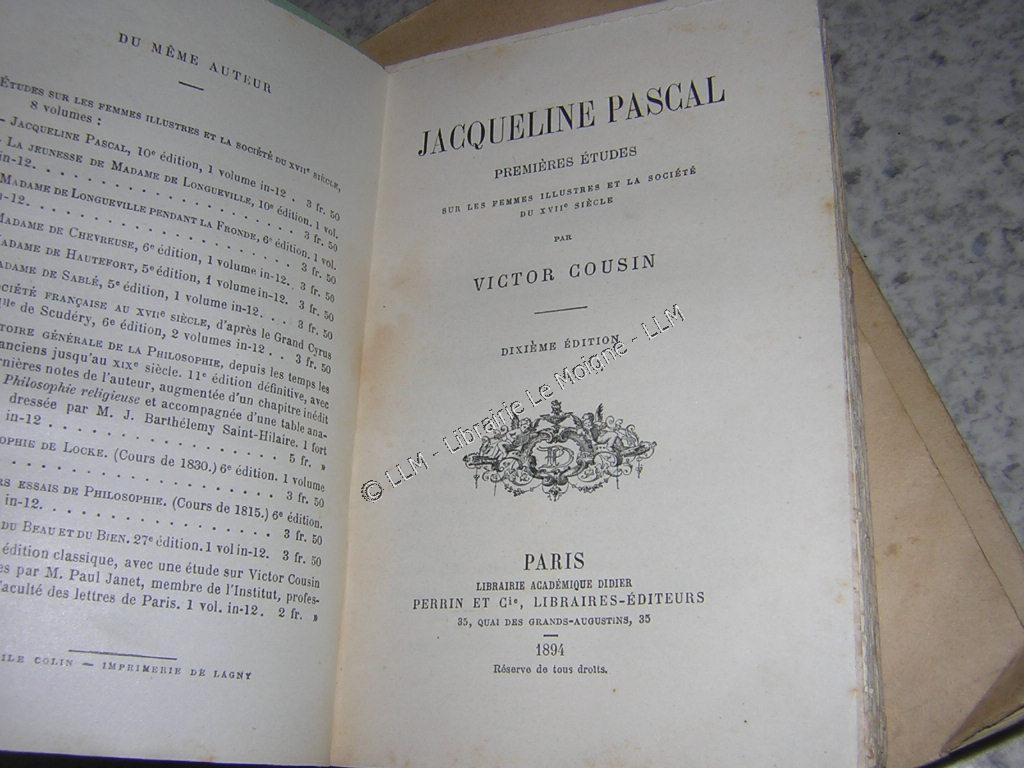 DU MÊME AUTEUR
ÉTUDES SUR LES FEMMES ILLUSTRES ET LA SOCIÉTÉ DU XVIIe SIÈCLE,
8 volumes :
— JACQUELINE PASCAL, 10e édition, 1 volume in-12 . . 3 fr. 50
LA JEUNESSE DE MADAME DE LONGUEVILLE, 10e édition. 1 vol.
in-12. . . . . . . . . . . . . . . . . 3 fr. 50
MADAME DE LONGUEVILLE PENDANT LA FRONDE, 6e édition. 1 vol.
n-12. . . . . . . . . . . . . . . . . 3 fr. 50
MADAME DE CHEVREUSE, 6e édition, 1 volume in-12. . 3 fr. 50
ADAME DE HAUTEFORT, 5e édition, 1 volume in-12. 3 fr. 50
ADAME DE SABLÉ, 5e édition, 1 volume in-12. . . 3 fr. 50
OCIÉTÉ FRANÇAISE AU XVIIe SIÈCLE, d'après le Grand Cyrus
que de Scudéry, 6e édition, 2 volumes in-12 . . 3 fr. 50
TOIRE GÉNÉRALE DE LA PHILOSOPHIE, depuis les temps les
anciens jusqu'au XIXe siècle. 11e édition définitive, avec
ernières notes de l'auteur, augmentée d'un chapitre inédit
Philosophie religieuse et accompagnée d'une table ana-
dressée par M. J. Barthélemy Saint-Hilaire. 1 fort
in-12 . . . . . . . . . . . . . . . . 5 fr. »
OPHIE DE LOCKE. (Cours de 1830.) 6e édition. 1 volume
. . . . . . . . . . . . . . . . . 3 fr. 50
RS ESSAIS DE PHILOSOPHIE. (Cours de 1815.) 6e édition.
in-12. . . . . . . . . . . . . . . . 3 fr. 50
DU BEAU ET DU BIEN. 27e édition. 1 vol in-12. 3 fr. 50
édition classique, avec une étude sur Victor Cousin
es par M. Paul Janet, membre de l'Institut, profes-
Faculté des lettres de Paris. 1 vol. in-12. 2 fr. »
ILE COLIN — IMPRIMERIE DE LAGNY
JACQUELINE PASCAL
PREMIÈRES ÉTUDES
SUR LES FEMMES ILLUSTRES ET LA SOCIÉTÉ
DU XVIIe SIÈCLE
PAR
VICTOR COUSIN
DIXIÈME ÉDITION
PARIS
LIBRAIRIE ACADÉMIQUE DIDIER
PERRIN ET Cie, LIBRAIRES-ÉDITEURS
35, QUAI DES GRANDS-AUGUSTINS, 35
1894
Réserve de tous droits.
© LLM - Librairie Le Moigne - LLM